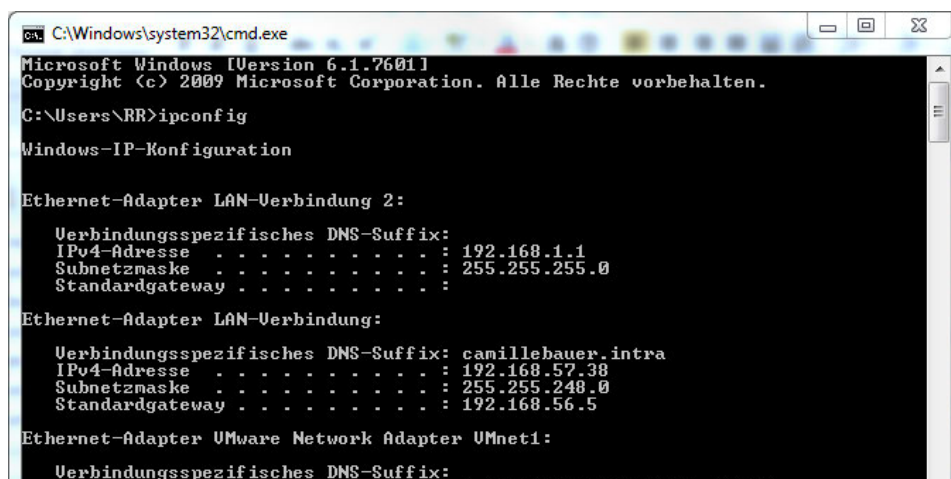 C:\Windows\system32\cmd.exe
Microsoft Windows [Version 6.1.7601]
Copyright (c) 2009 Microsoft Corporation. Alle Rechte vorbehalten.
C:\Users\RR>ipconfig
Windows-IP-Konfiguration
Ethernet-Adapter LAN-Verbindung 2:
Verbindungsspezifisches DNS-Suffix:
IPv4-Adresse . . . . . . . . . . : 192.168.1.1
Subnetzmaske . . . . . . . . . . : 255.255.255.0
Standardgateway . . . . . . . . . :
Ethernet-Adapter LAN-Verbindung:
Verbindungsspezifisches DNS-Suffix: camillebauer.intra
IPv4-Adresse . . . . . . . . . . : 192.168.57.38
Subnetzmaske . . . . . . . . . . : 255.255.248.0
Standardgateway . . . . . . . . . : 192.168.56.5
Ethernet-Adapter VMware Network Adapter VMnet1:
Verbindungsspezifisches DNS-Suffix: